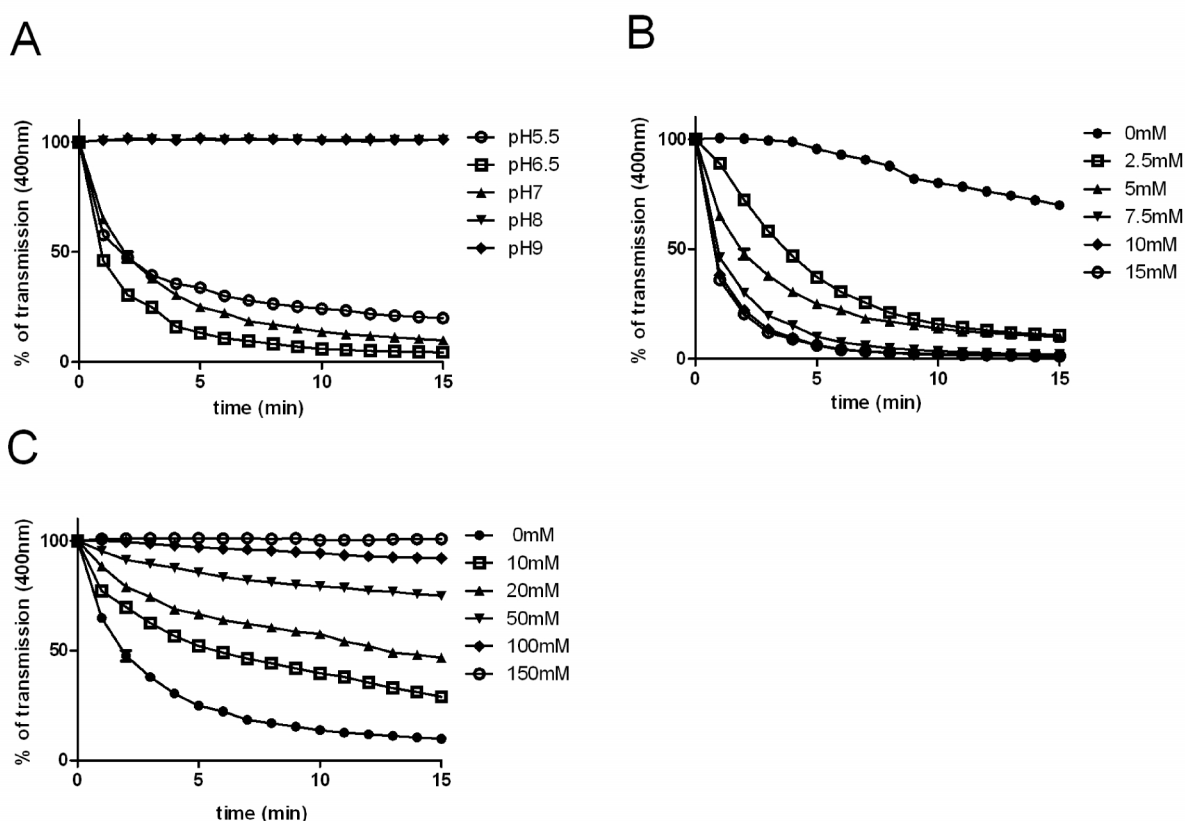 A
% of transmission (400nm)
100
50
0
0 5 10 15
time (min)
pH5.5
pH6.5
pH7
pH8
pH9
B
% of transmission (400nm)
100
50
0
0 5 10 15
time (min)
0mM
2.5mM
5mM
7.5mM
10mM
15mM
C
% of transmission (400nm)
100
50
0
0 5 10 15
time (min)
0mM
10mM
20mM
50mM
100mM
150mM